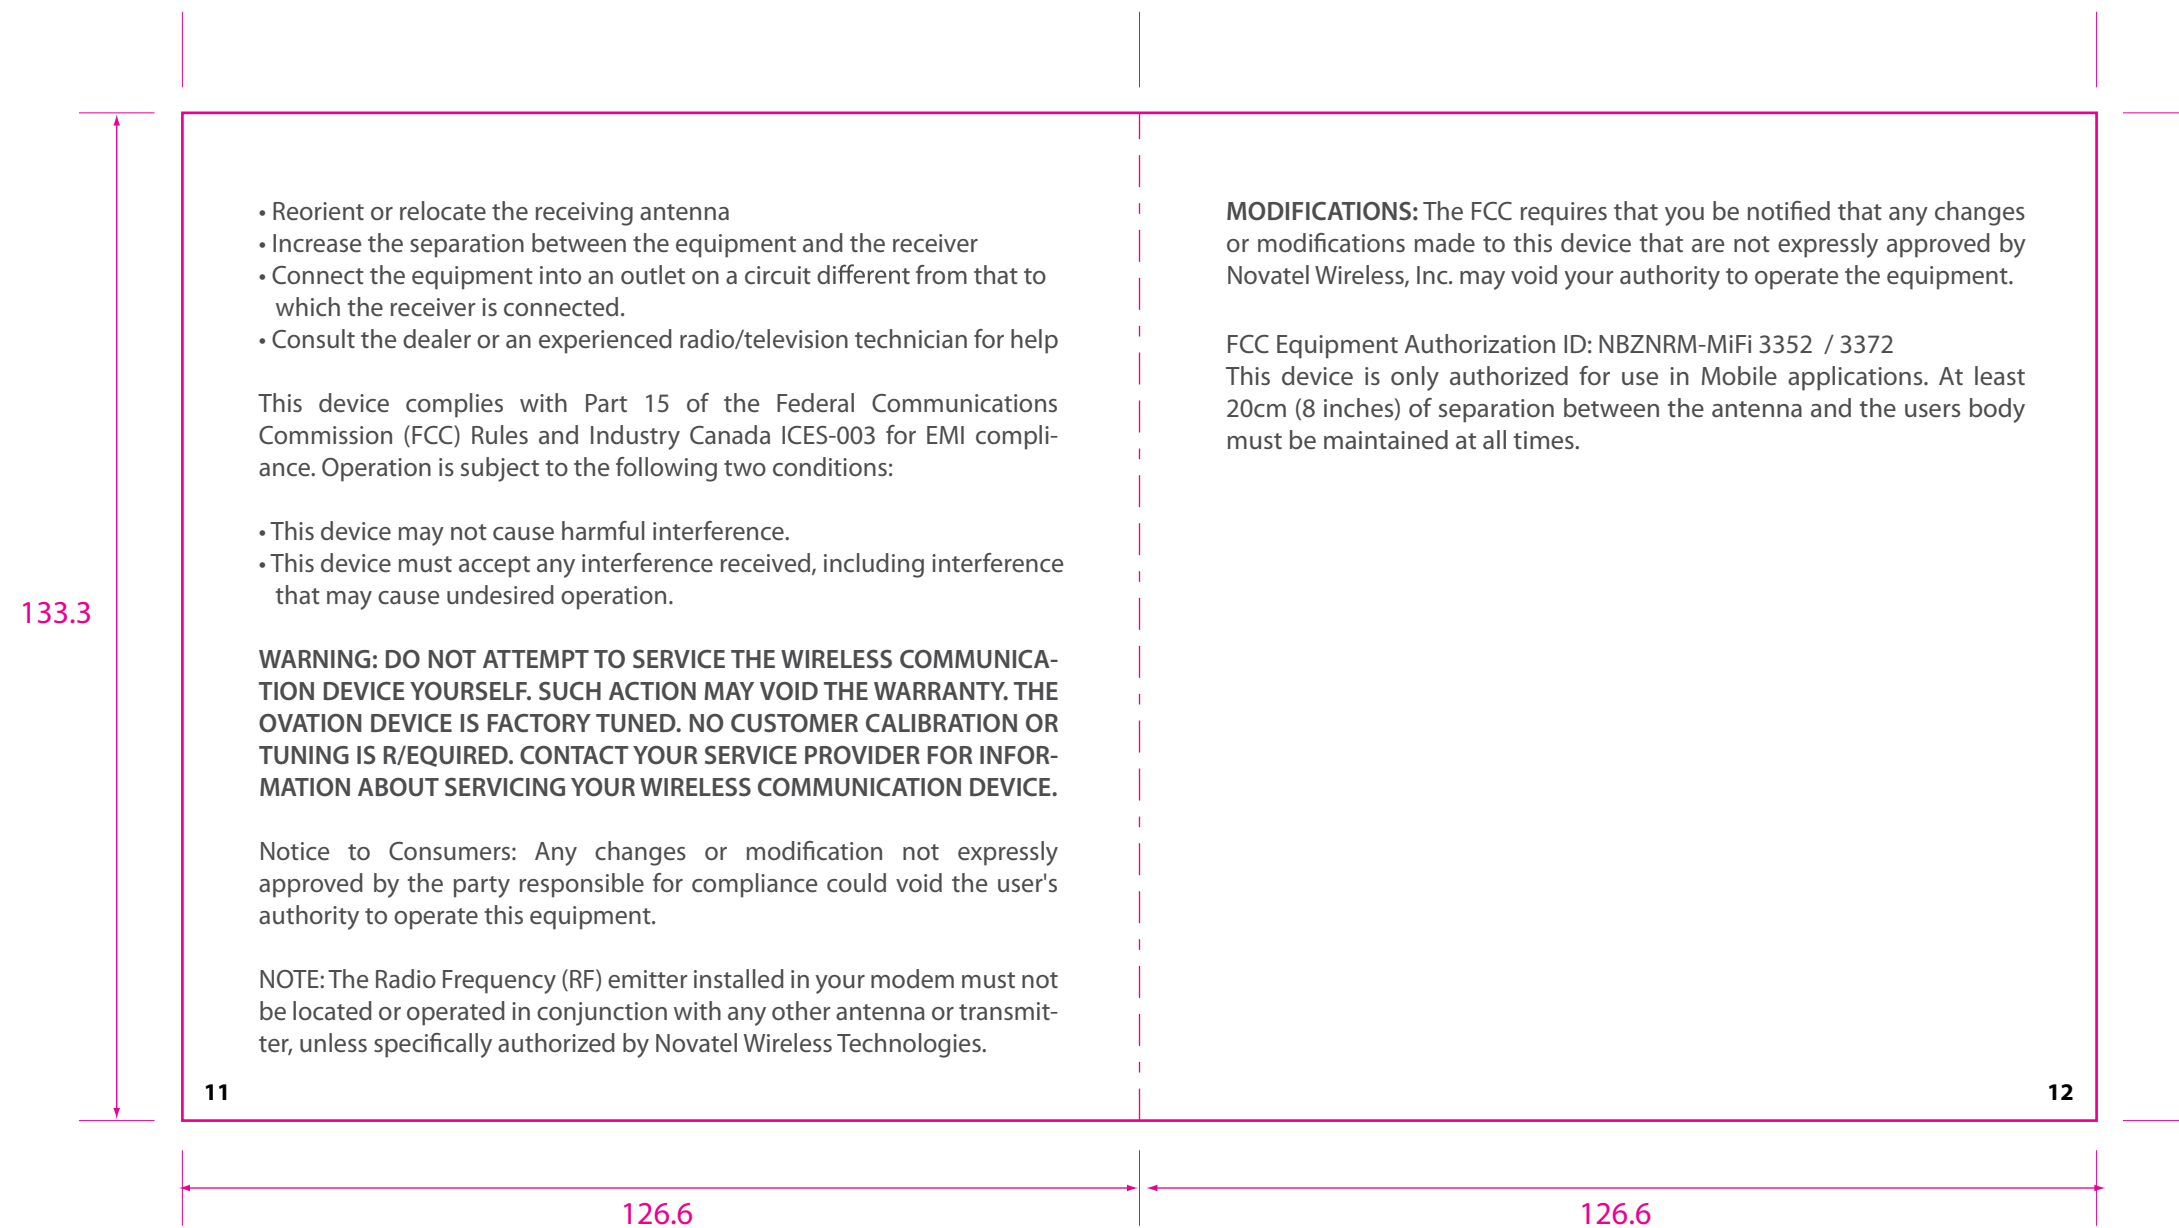 • Reorient or relocate the receiving antenna
• Increase the separation between the equipment and the receiver
• Connect the equipment into an outlet on a circuit different from that to
which the receiver is connected.
• Consult the dealer or an experienced radio/television technician for help
This device complies with Part 15 of the Federal Communications
Commission (FCC) Rules and Industry Canada ICES-003 for EMI compli-
ance. Operation is subject to the following two conditions:
• This device may not cause harmful interference.
• This device must accept any interference received, including interference
that may cause undesired operation.
WARNING: DO NOT ATTEMPT TO SERVICE THE WIRELESS COMMUNICA-
TION DEVICE YOURSELF. SUCH ACTION MAY VOID THE WARRANTY. THE
OVATION DEVICE IS FACTORY TUNED. NO CUSTOMER CALIBRATION OR
TUNING IS R/EQUIRED. CONTACT YOUR SERVICE PROVIDER FOR INFOR-
MATION ABOUT SERVICING YOUR WIRELESS COMMUNICATION DEVICE.
Notice to Consumers: Any changes or modification not expressly
approved by the party responsible for compliance could void the user's
authority to operate this equipment.
NOTE: The Radio Frequency (RF) emitter installed in your modem must not
be located or operated in conjunction with any other antenna or transmit-
ter, unless specifically authorized by Novatel Wireless Technologies.
11
MODIFICATIONS: The FCC requires that you be notified that any changes
or modifications made to this device that are not expressly approved by
Novatel Wireless, Inc. may void your authority to operate the equipment.
FCC Equipment Authorization ID: NBZNRM-MiFi 3352 / 3372
This device is only authorized for use in Mobile applications. At least
20cm (8 inches) of separation between the antenna and the users body
must be maintained at all times.
12
133.3
126.6
126.6